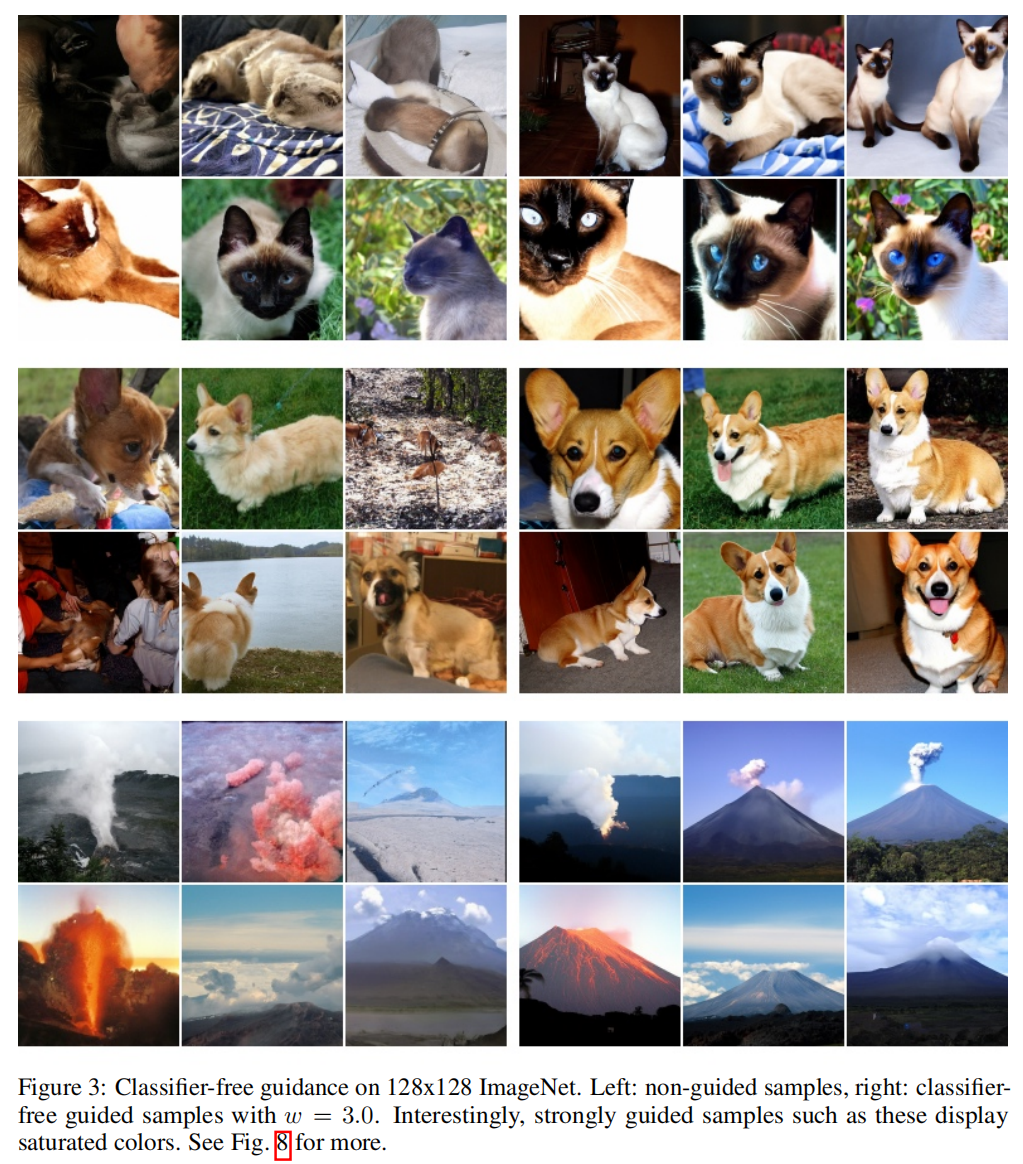 Figure 3: Classifier-free guidance on 128x128 ImageNet. Left: non-guided samples, right: classifier-
free guided samples with w = 3.0. Interestingly, strongly guided samples such as these display
saturated colors. See Fig. 8 for more.